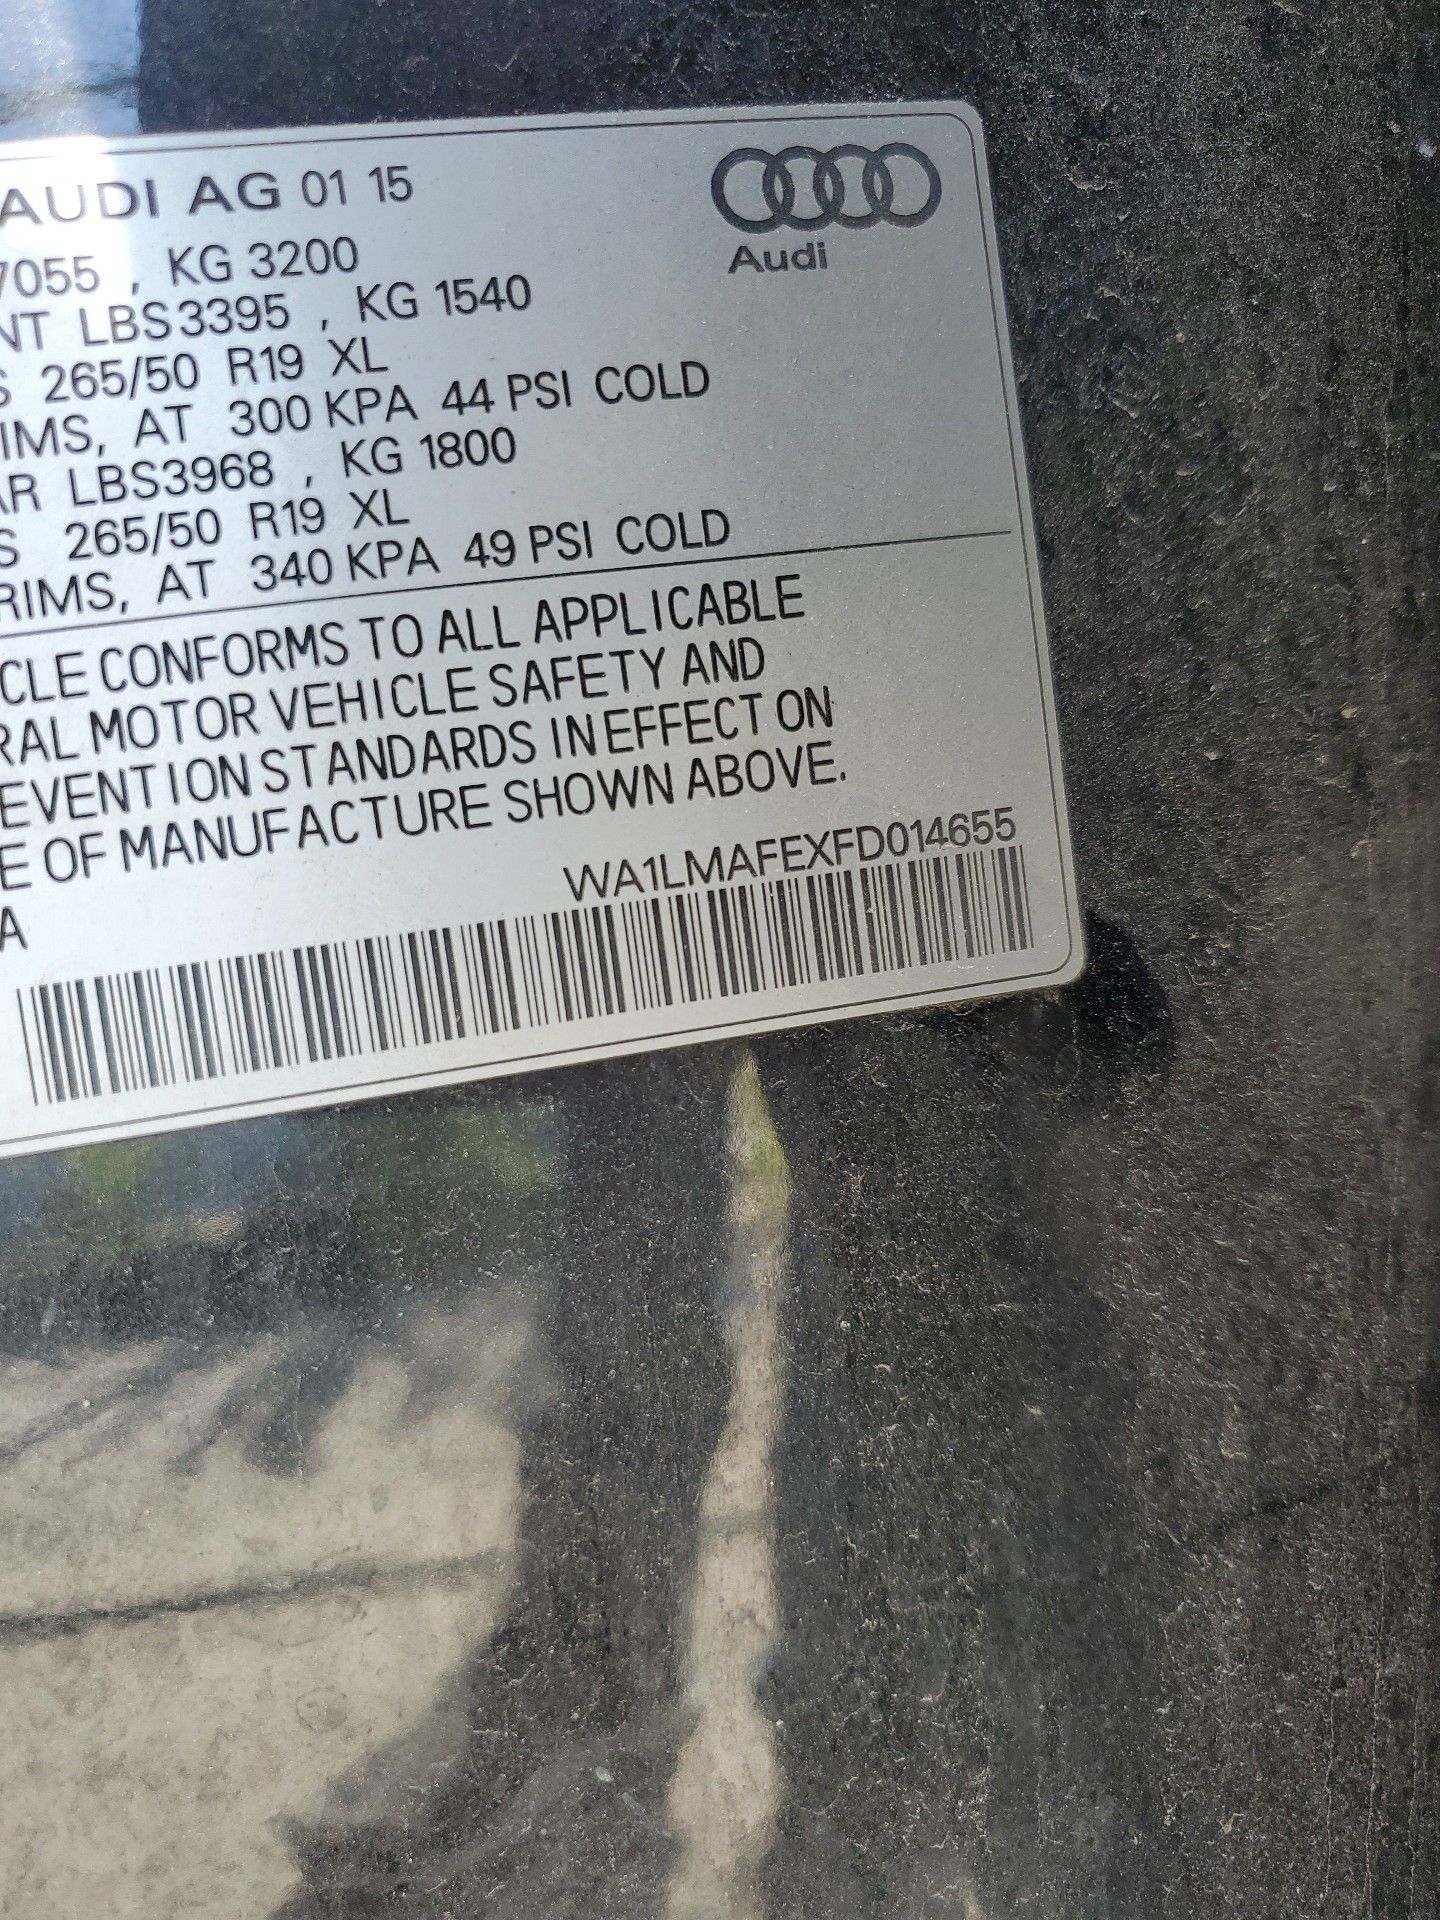 AUDI AG 01 15
Audi
7055 , KG 3200
NT LBS3395 , KG 1540
S 265/50 R19 XL
IMS, AT 300 KPA 44 PSI COLD
AR LBS3968 , KG 1800
S 265/50 R19 XL
RIMS, AT 340 KPA 49 PSI COLD
CLE CONFORMS TO ALL APPLICABLE
RAL MOTOR VEHICLE SAFETY AND
EVENTION STANDARDS IN EFFECT ON
E OF MANUFACTURE SHOWN ABOVE.
WA1LMAFEXFD014655
A